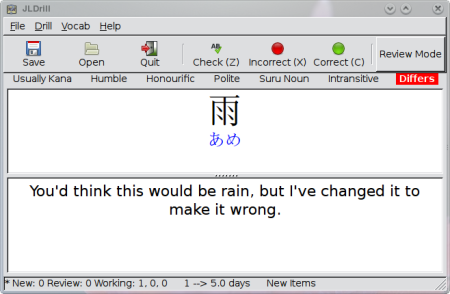 JLDrill
File Drill Vocab Help
Save Open Quit Check (Z) Incorrect (X) Correct (C) Review Mode
Usually Kana Humble Honourific Polite Suru Noun Intransitive Differs
雨
あめ
You'd think this would be rain, but I've changed it to
make it wrong.
* New: 0 Review: 0 Working: 1, 0, 0 1 --> 5.0 days New Items